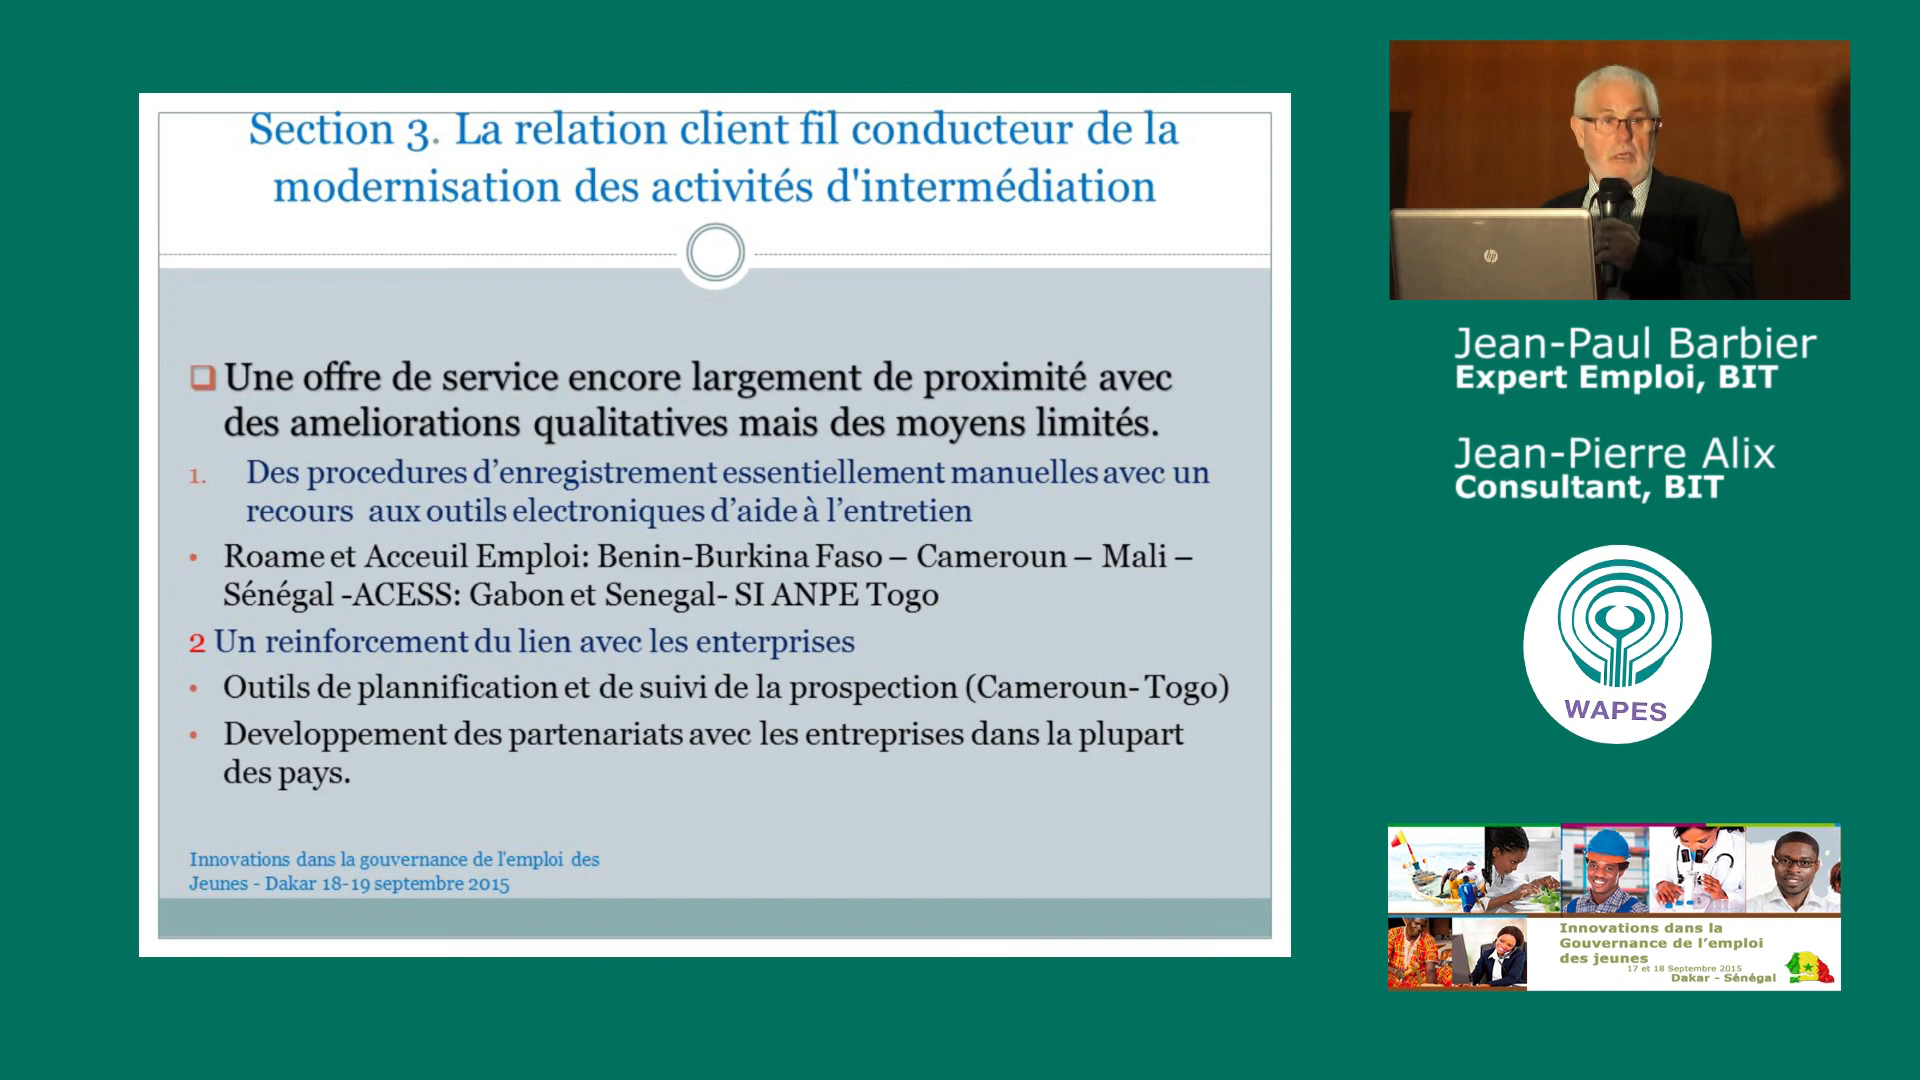 Section 3. La relation client fil conducteur de la
modernisation des activités d'intermédiation
Une offre de service encore largement de proximité avec
des ameliorations qualitatives mais des moyens limités.
1. Des procedures d’enregistrement essentiellement manuelles avec un
recours aux outils electroniques d’aide à l’entretien
• Roame et Acceuil Emploi: Benin-Burkina Faso – Cameroun – Mali –
Sénégal -ACESS: Gabon et Senegal- SI ANPE Togo
2 Un reinforcement du lien avec les enterprises
• Outils de plannification et de suivi de la prospection (Cameroun- Togo)
• Developpement des partenariats avec les entreprises dans la plupart
des pays.
Innovations dans la gouvernance de l'emploi des
Jeunes - Dakar 18-19 septembre 2015
hp
Jean-Paul Barbier
Expert Emploi, BIT
Jean-Pierre Alix
Consultant, BIT
WAPES
Innovations dans la
Gouvernance de l’emploi
des jeunes
17 et 18 Septembre 2015
Dakar - Sénégal